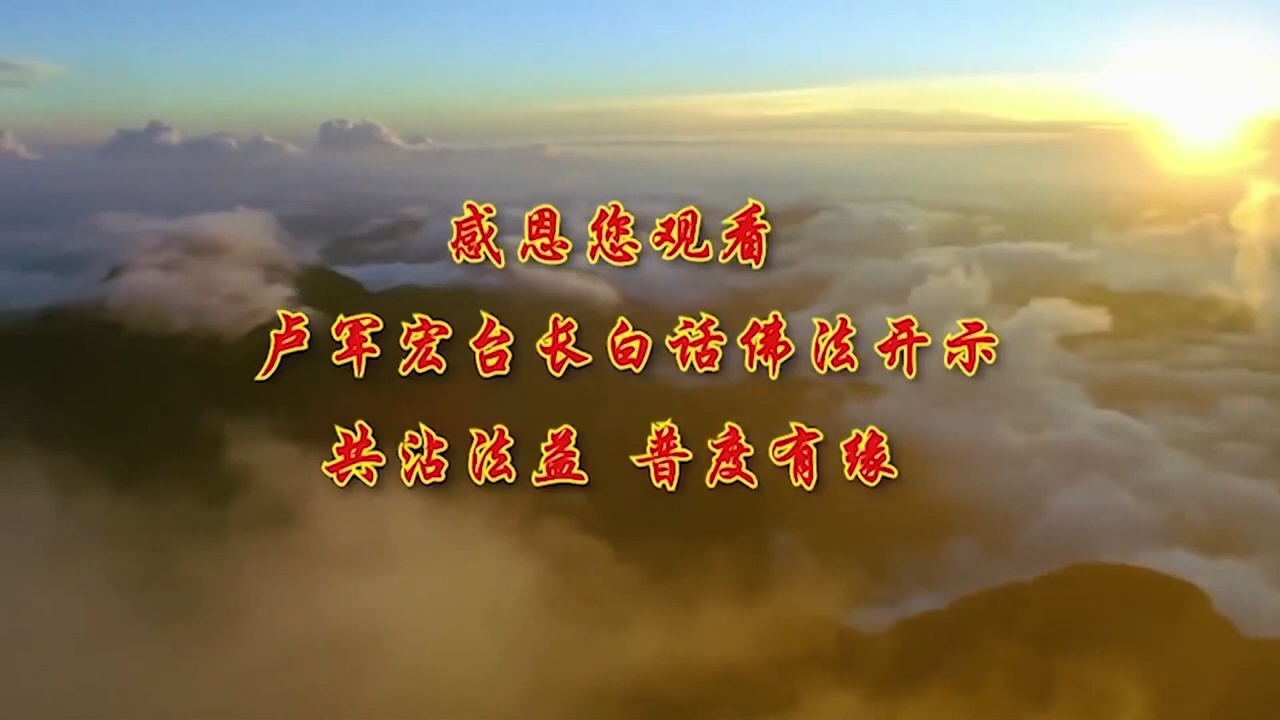 感恩您观看
卢军宏台长白话佛法开示
共沾法益 普度有缘